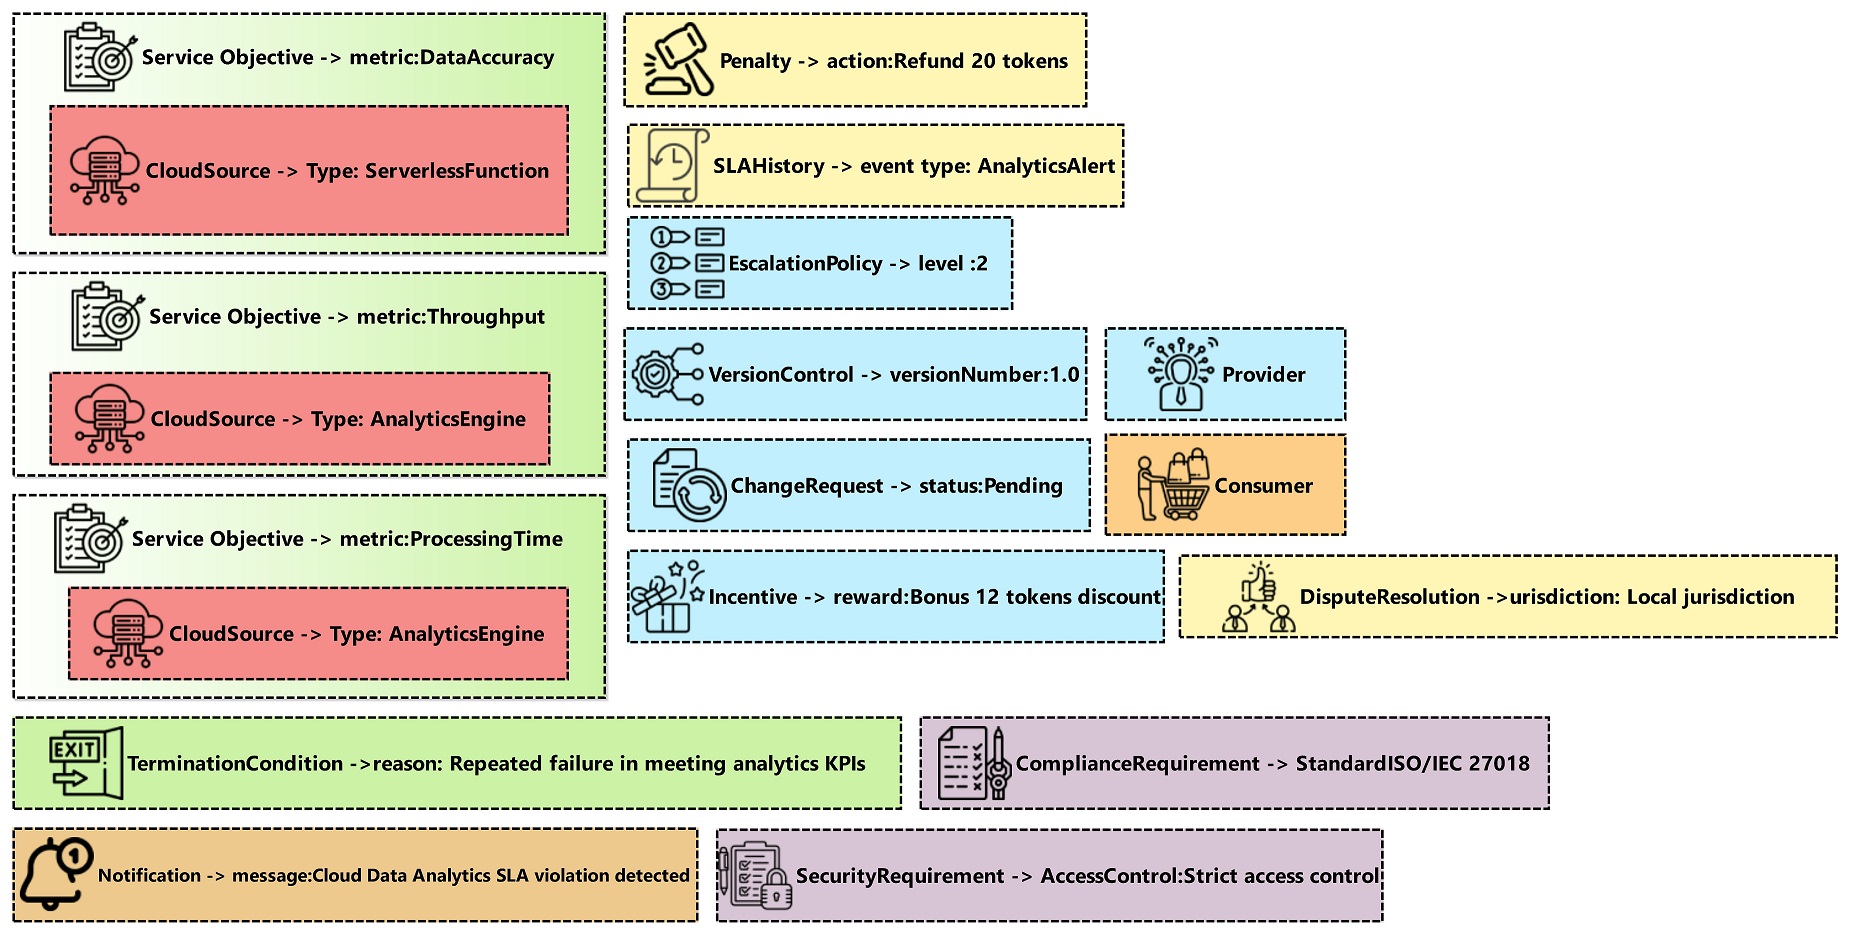 Service Objective -> metric:DataAccuracy
CloudSource -> Type: ServerlessFunction
Service Objective -> metric:Throughput
CloudSource -> Type: AnalyticsEngine
Service Objective -> metric:ProcessingTime
CloudSource -> Type: AnalyticsEngine
Penalty -> action:Refund 20 tokens
SLAHistory -> event type: AnalyticsAlert
1
2
3
EscalationPolicy -> level :2
VersionControl -> versionNumber:1.0
Provider
ChangeRequest -> status:Pending
Consumer
Incentive -> reward:Bonus 12 tokens discount
DisputeResolution ->urisdiction: Local jurisdiction
EXIT
TerminationCondition ->reason: Repeated failure in meeting analytics KPIs
ComplianceRequirement -> StandardISO/IEC 27018
1
Notification -> message:Cloud Data Analytics SLA violation detected
SecurityRequirement -> AccessControl:Strict access control